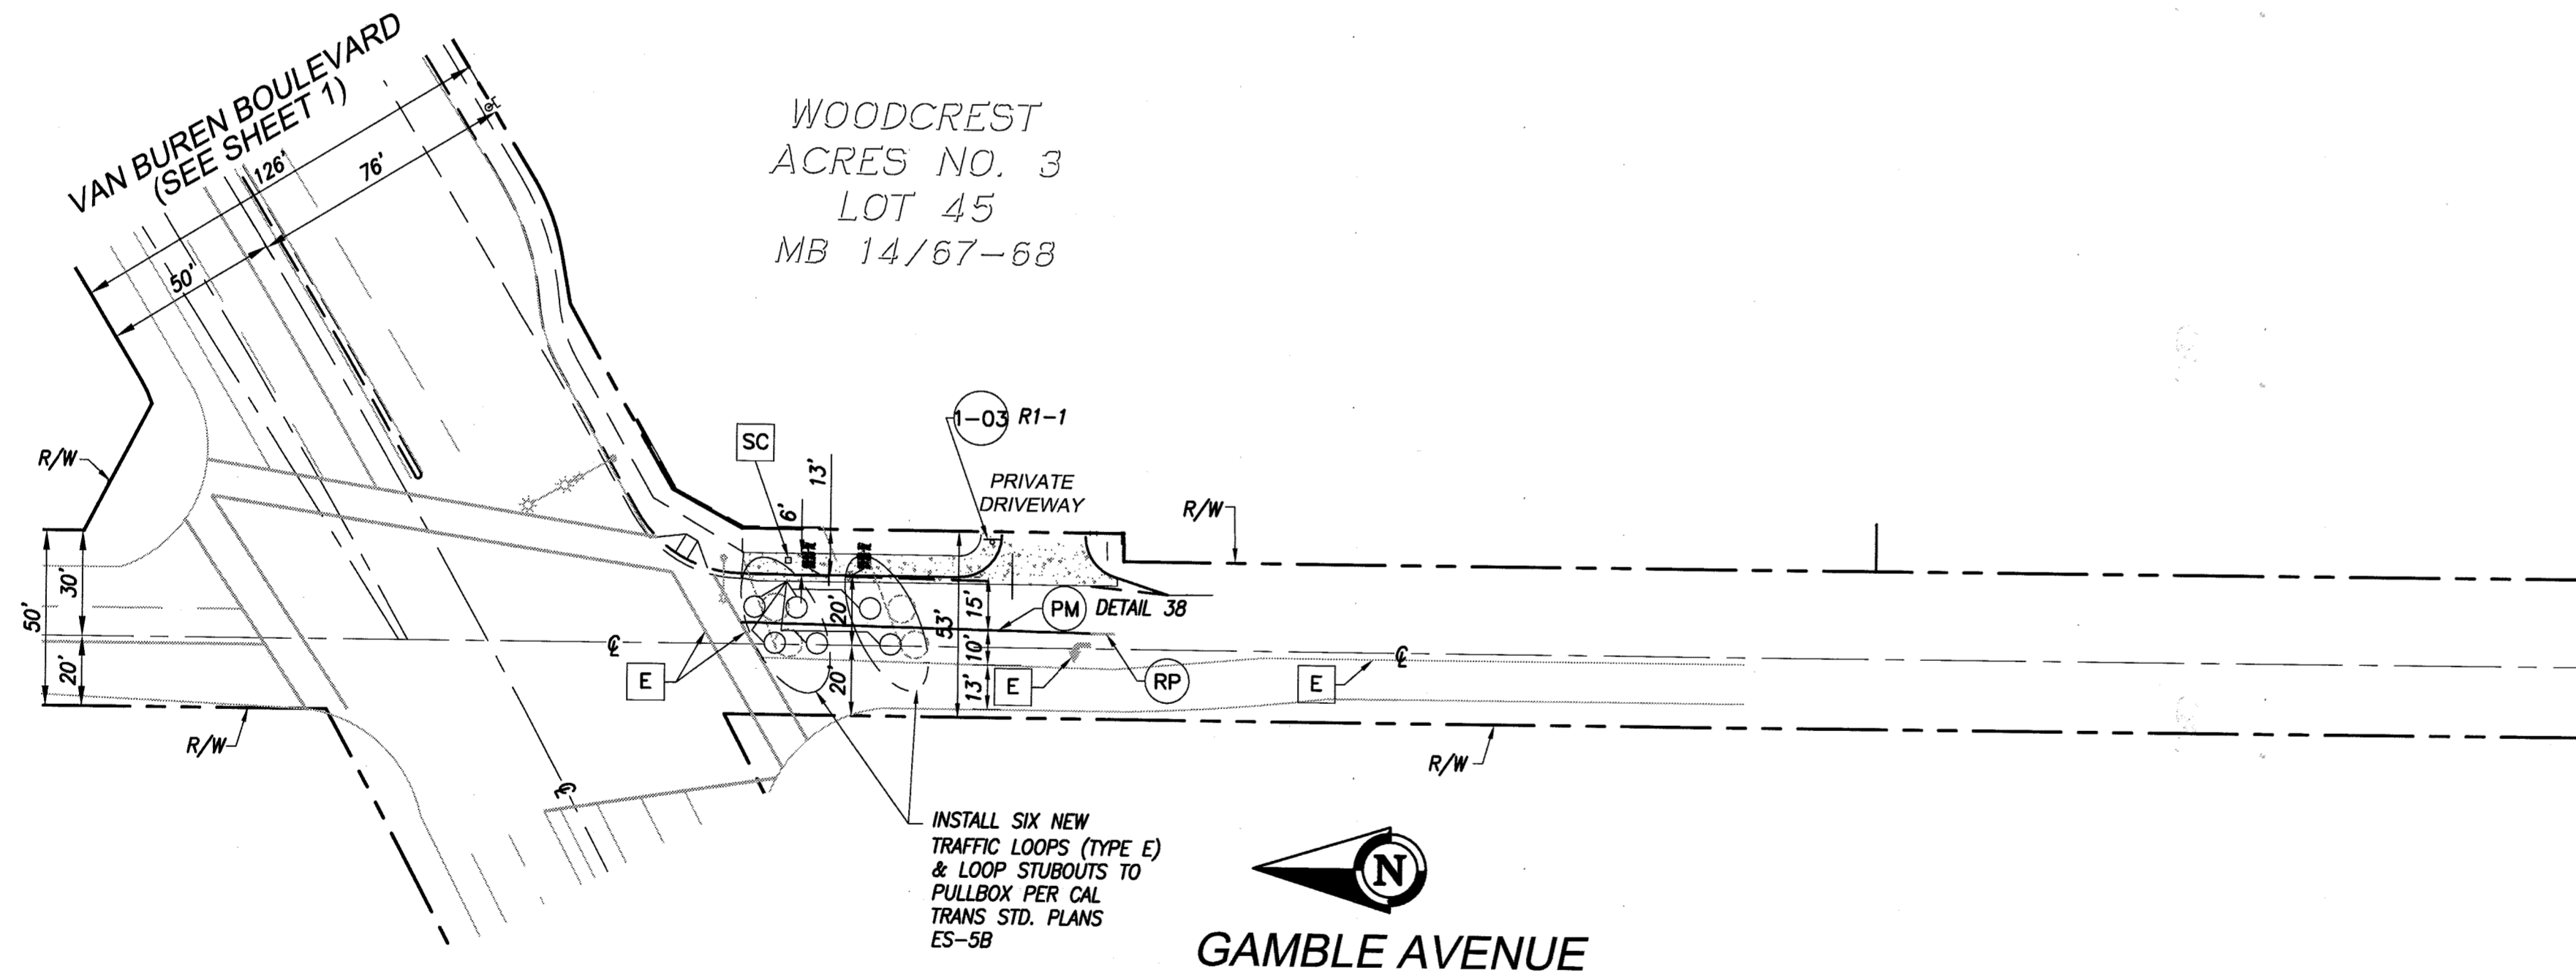 VAN BUREN BOULEVARD
(SEE SHEET 1)
126'
76'
50'
WOODCREST
ACRES NO. 3
LOT 45
MB 14/67-68
R/W
SC
6'
13'
1-03 R1-1
PRIVATE
DRIVEWAY
R/W
50'
30'
20'
℄
E
20'
20'
53'
15'
10'
13'
PM DETAIL 38
E
RP
E
℄
R/W
R/W
℄
INSTALL SIX NEW
TRAFFIC LOOPS (TYPE E)
& LOOP STUBOUTS TO
PULLBOX PER CAL
TRANS STD. PLANS
ES-5B
N
GAMBLE AVENUE